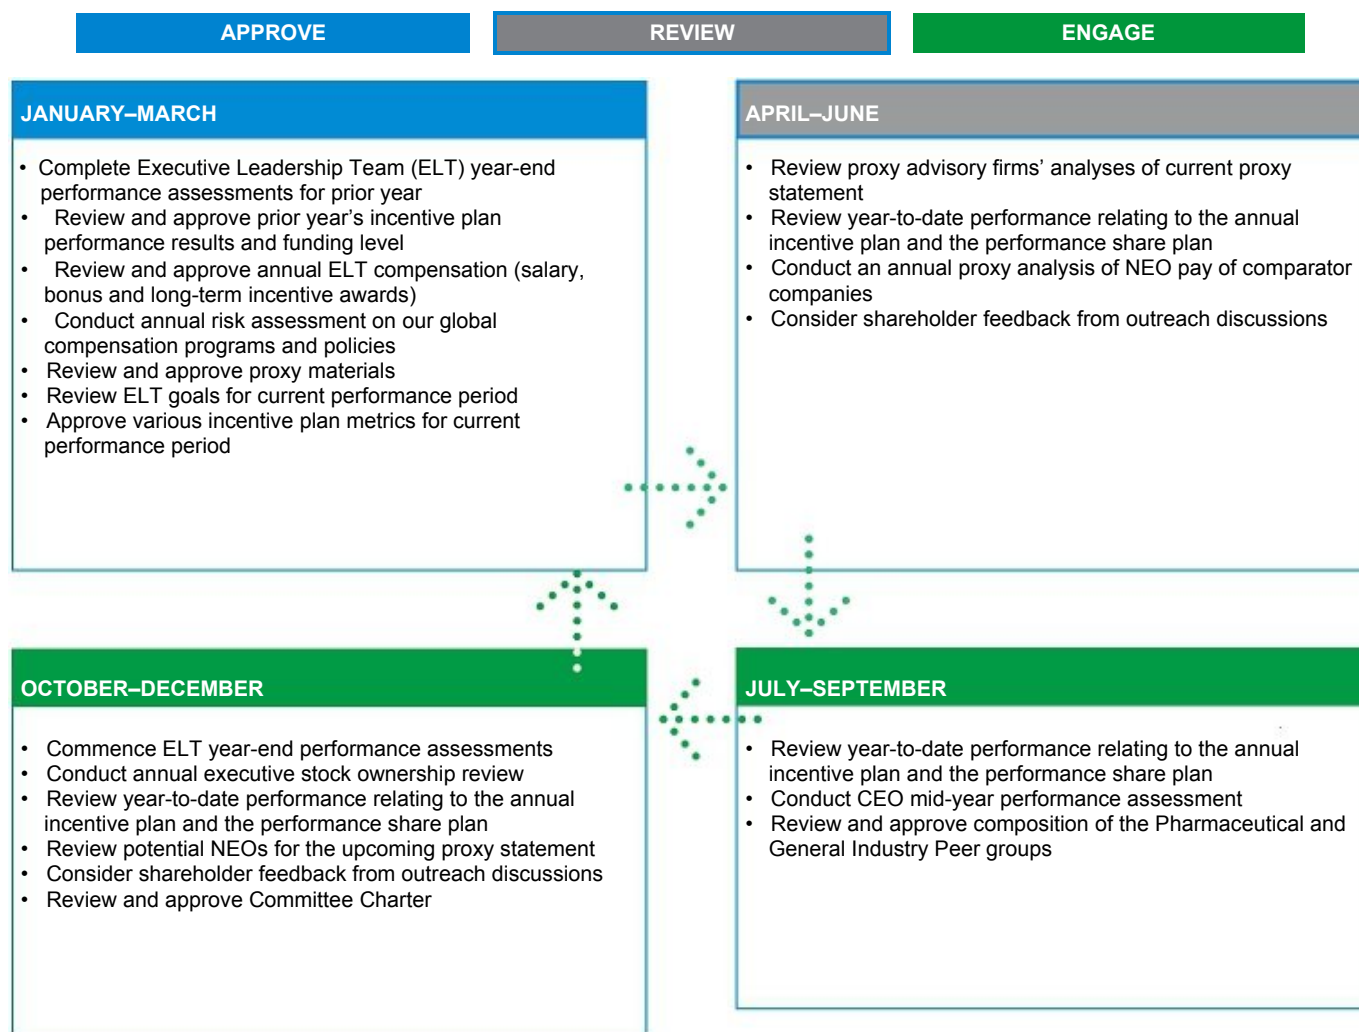 APPROVE
REVIEW
ENGAGE
JANUARY–MARCH
• Complete Executive Leadership Team (ELT) year-end
performance assessments for prior year
• Review and approve prior year’s incentive plan
performance results and funding level
• Review and approve annual ELT compensation (salary,
bonus and long-term incentive awards)
• Conduct annual risk assessment on our global
compensation programs and policies
• Review and approve proxy materials
• Review ELT goals for current performance period
• Approve various incentive plan metrics for current
performance period
APRIL–JUNE
• Review proxy advisory firms’ analyses of current proxy
statement
• Review year-to-date performance relating to the annual
incentive plan and the performance share plan
• Conduct an annual proxy analysis of NEO pay of comparator
companies
• Consider shareholder feedback from outreach discussions
OCTOBER–DECEMBER
• Commence ELT year-end performance assessments
• Conduct annual executive stock ownership review
• Review year-to-date performance relating to the annual
incentive plan and the performance share plan
• Review potential NEOs for the upcoming proxy statement
• Consider shareholder feedback from outreach discussions
• Review and approve Committee Charter
JULY–SEPTEMBER
• Review year-to-date performance relating to the annual
incentive plan and the performance share plan
• Conduct CEO mid-year performance assessment
• Review and approve composition of the Pharmaceutical and
General Industry Peer groups